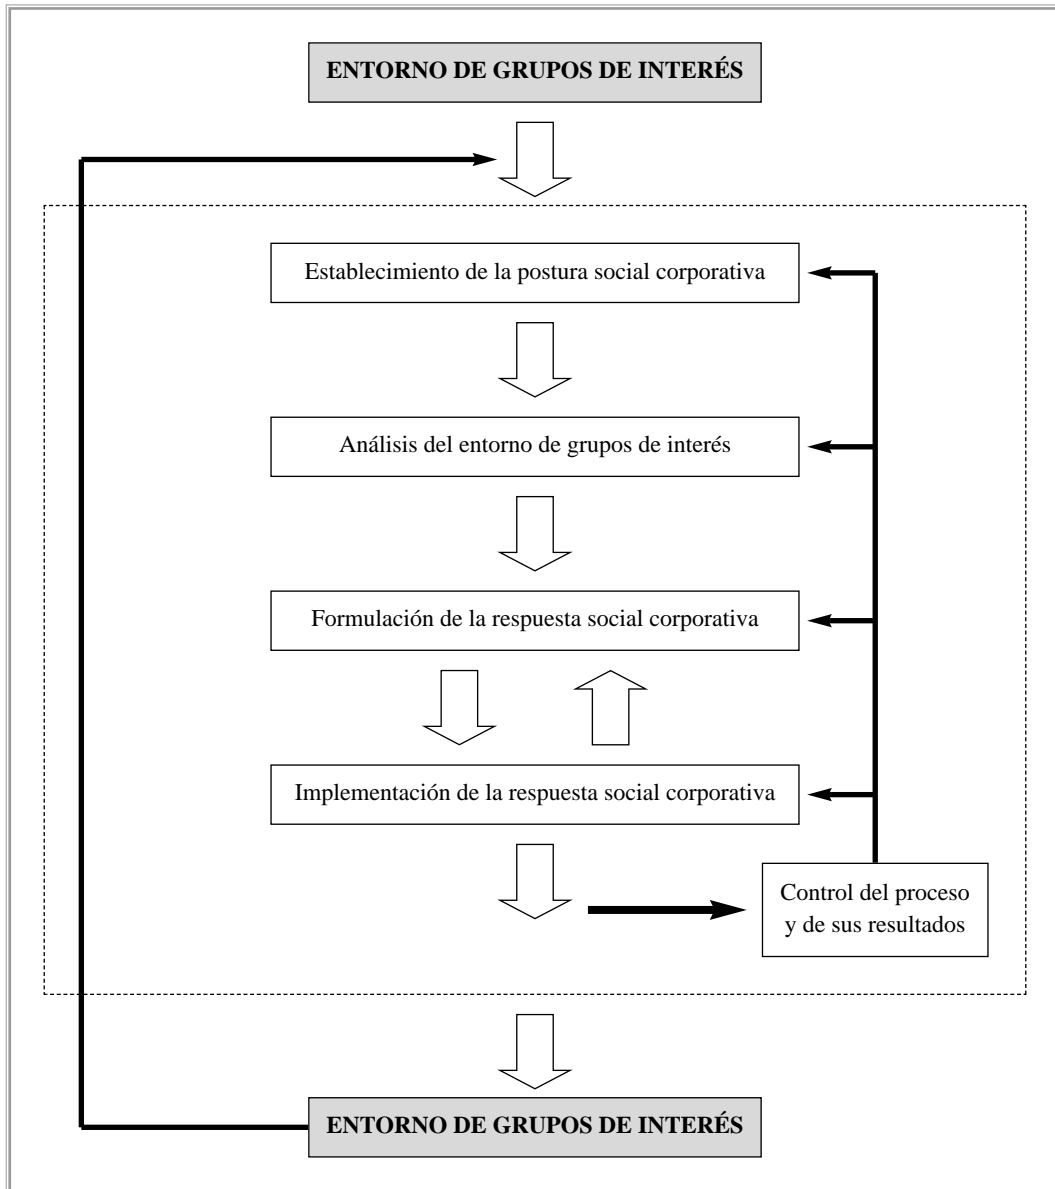 ENTORNO DE GRUPOS DE INTERÉS
Establecimiento de la postura social corporativa
Análisis del entorno de grupos de interés
Formulación de la respuesta social corporativa
Implementación de la respuesta social corporativa
Control del proceso
y de sus resultados
ENTORNO DE GRUPOS DE INTERÉS